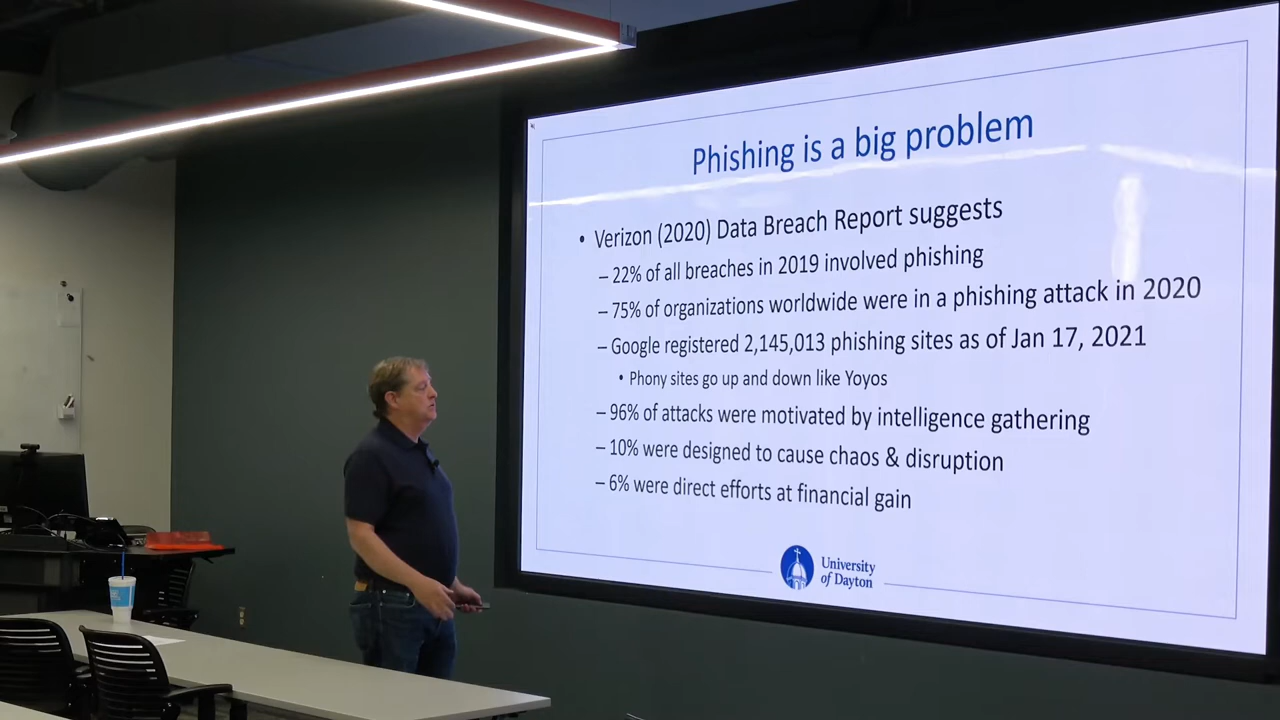 Phishing is a big problem
• Verizon (2020) Data Breach Report suggests
– 22% of all breaches in 2019 involved phishing
– 75% of organizations worldwide were in a phishing attack in 2020
– Google registered 2,145,013 phishing sites as of Jan 17, 2021
• Phony sites go up and down like Yoyos
– 96% of attacks were motivated by intelligence gathering
– 10% were designed to cause chaos & disruption
– 6% were direct efforts at financial gain
University
of Dayton